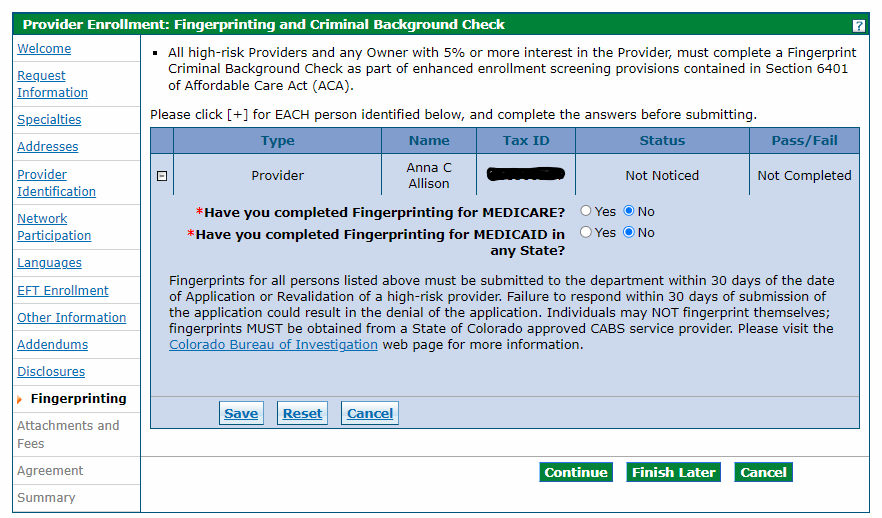 Provider Enrollment: Fingerprinting and Criminal Background Check
?
Welcome
Request
Information
Specialties
Addresses
Provider
Identification
Network
Participation
Languages
EFT Enrollment
Other Information
Addendums
Disclosures
Fingerprinting
Attachments and
Fees
Agreement
Summary
▪ All high-risk Providers and any Owner with 5% or more interest in the Provider, must complete a Fingerprint
Criminal Background Check as part of enhanced enrollment screening provisions contained in Section 6401
of Affordable Care Act (ACA).
Please click [+] for EACH person identified below, and complete the answers before submitting.
Type Name Tax ID Status Pass/Fail
Provider Anna C Not Noticed Not Completed
Allison
*Have you completed Fingerprinting for MEDICARE? Yes No
*Have you completed Fingerprinting for MEDICAID in Yes No
any State?
Fingerprints for all persons listed above must be submitted to the department within 30 days of the date
of Application or Revalidation of a high-risk provider. Failure to respond within 30 days of submission of
the application could result in the denial of the application. Individuals may NOT fingerprint themselves;
fingerprints MUST be obtained from a State of Colorado approved CABS service provider. Please visit the
Colorado Bureau of Investigation web page for more information.
Save Reset Cancel
Continue Finish Later Cancel